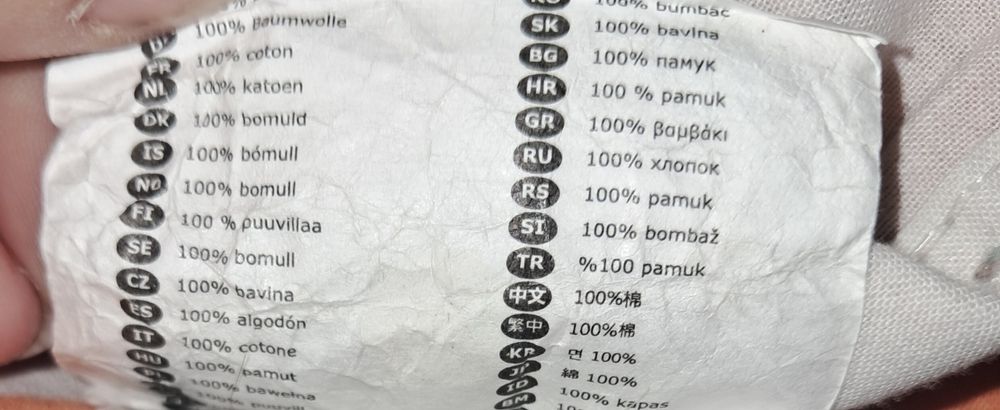 100% Baumwolle
FR 100% coton
NL 100% katoen
DK 100% bomuld
IS 100% bómull
NO 100% bomull
FI 100 % puuvillaa
SE 100% bomull
CZ 100% bavlna
ES 100% algodón
IT 100% cotone
HU 100% pamut
100% bawełna
100% bumbac
SK 100% bavlna
BG 100% памук
HR 100 % pamuk
GR 100% βαμβάκι
RU 100% хлопок
RS 100% pamuk
SI 100% bombaž
TR %100 pamuk
中文 100%棉
繁中 100%棉
KR 면 100%
JP 綿 100%
ID 100% kapas
BM